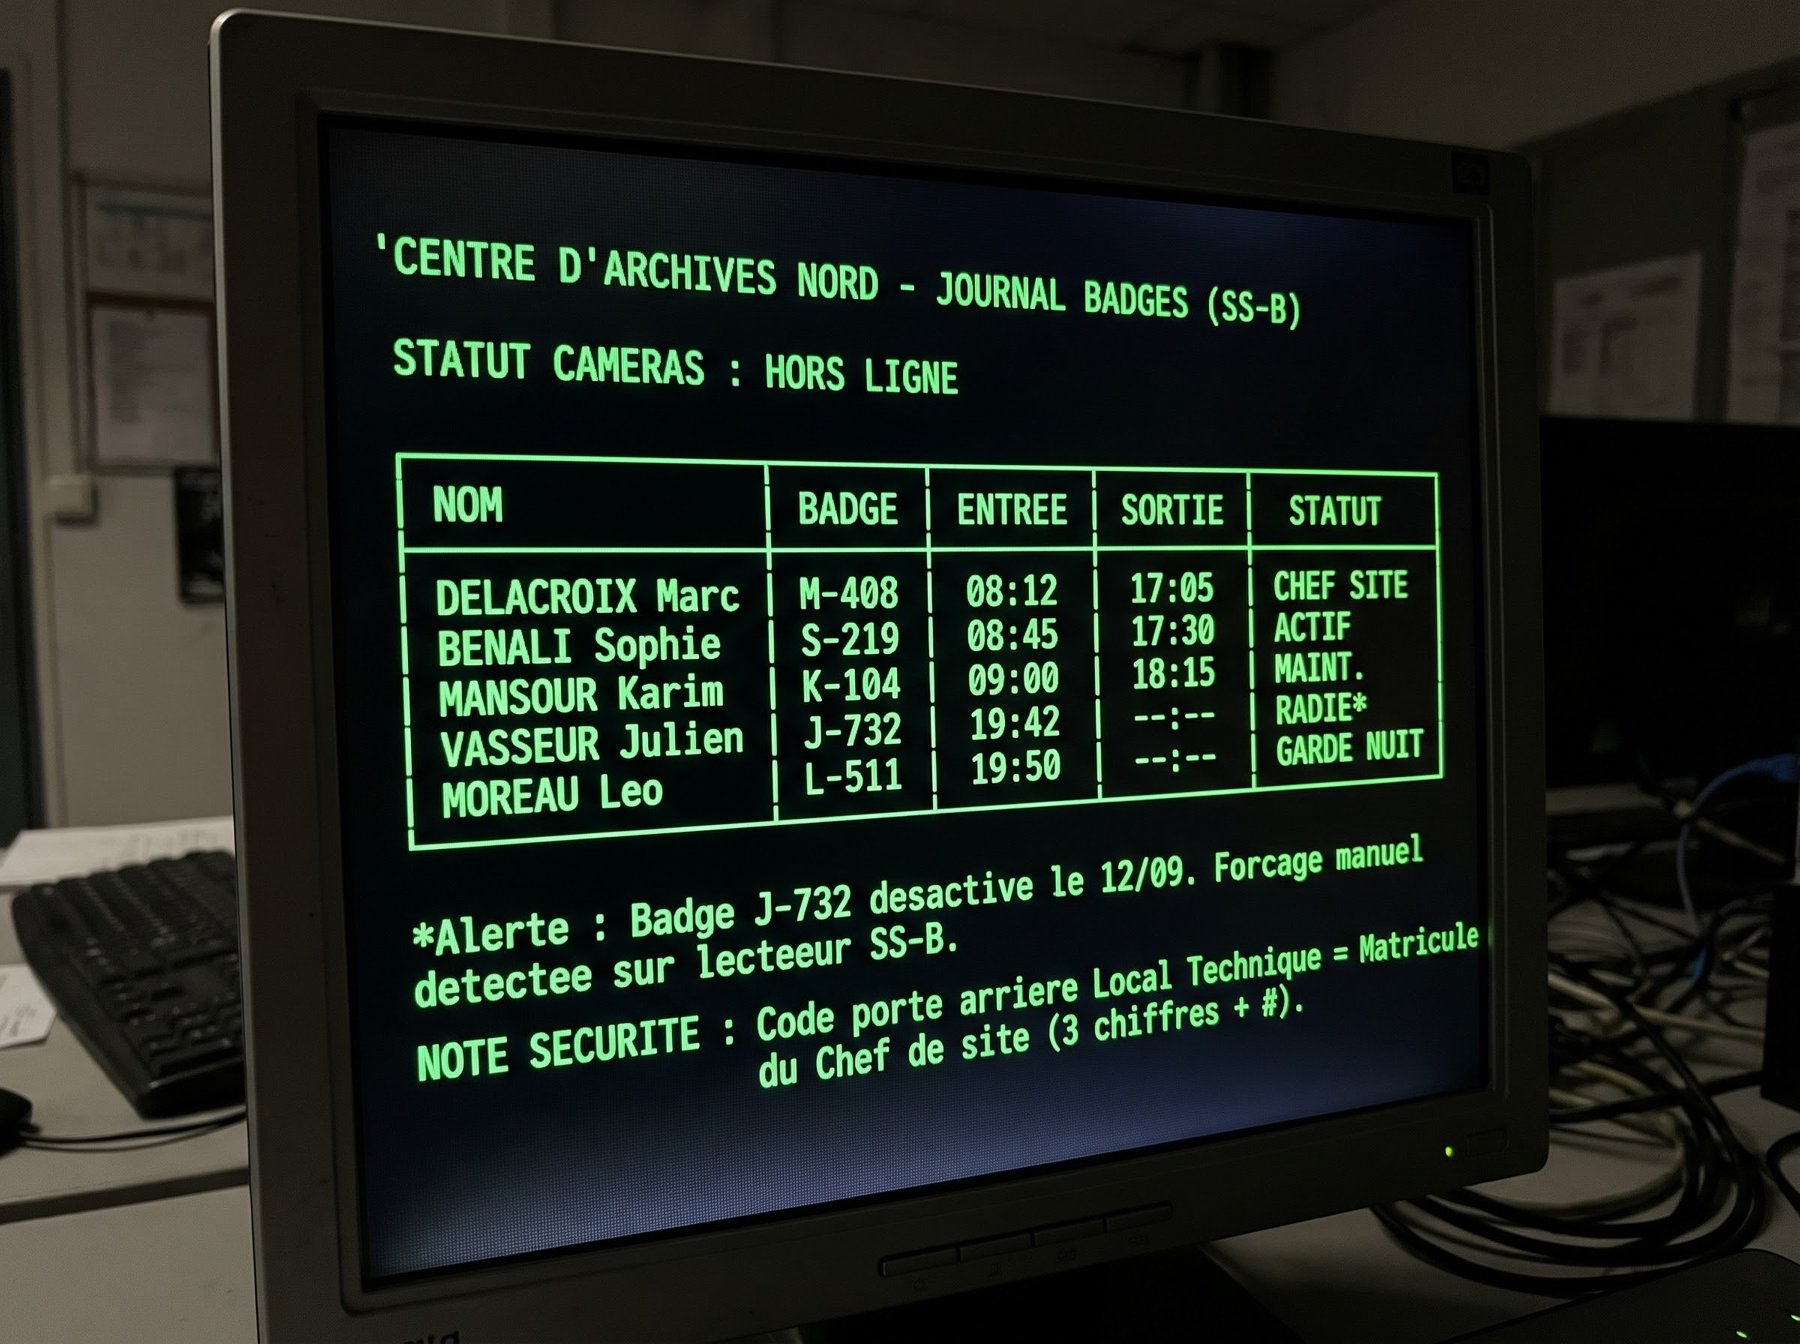 'CENTRE D'ARCHIVES NORD - JOURNAL BADGES (SS-B)
STATUT CAMERAS : HORS LIGNE
NOM BADGE ENTREE SORTIE STATUT
DELACROIX Marc M-408 08:12 17:05 CHEF SITE
BENALI Sophie S-219 08:45 17:30 ACTIF
MANSOUR Karim K-104 09:00 18:15 MAINT.
VASSEUR Julien J-732 19:42 --:-- RADIE*
MOREAU Leo L-511 19:50 --:-- GARDE NUIT
*Alerte : Badge J-732 desactive le 12/09. Forcage manuel
detectee sur lecteeur SS-B.
NOTE SECURITE : Code porte arriere Local Technique = Matricule
du Chef de site (3 chiffres + #).